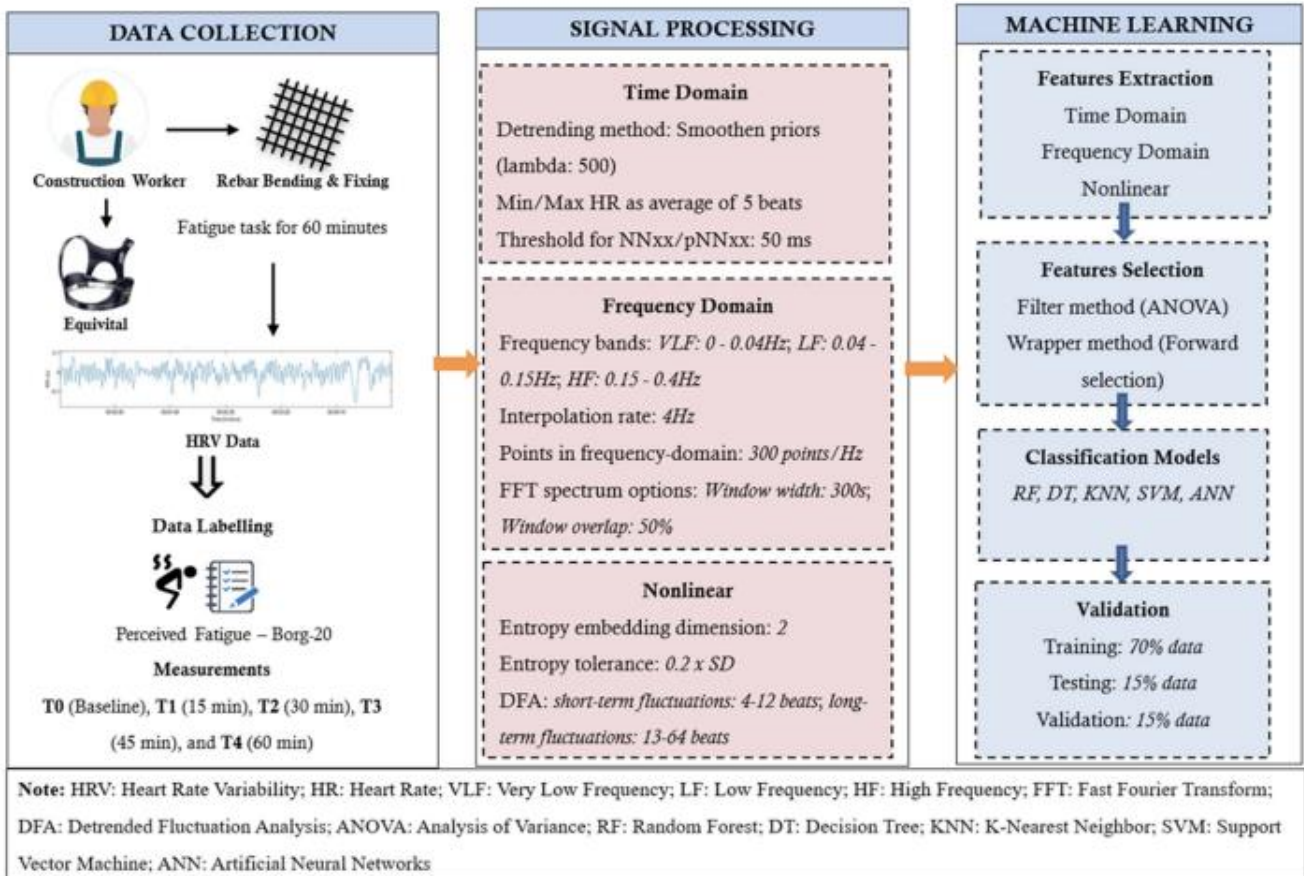 DATA COLLECTION
Construction Worker
Rebar Bending & Fixing
Fatigue task for 60 minutes
Equivital
HRV Data
Data Labelling
Perceived Fatigue – Borg-20
Measurements
T0 (Baseline), T1 (15 min), T2 (30 min), T3
(45 min), and T4 (60 min)
SIGNAL PROCESSING
Time Domain
Detrending method: Smoothen priors
(lambda: 500)
Min/Max HR as average of 5 beats
Threshold for NNxx/pNNxx: 50 ms
Frequency Domain
Frequency bands: VLF: 0 - 0.04Hz; LF: 0.04 -
0.15Hz; HF: 0.15 - 0.4Hz
Interpolation rate: 4Hz
Points in frequency-domain: 300 points/Hz
FFT spectrum options: Window width: 300s;
Window overlap: 50%
Nonlinear
Entropy embedding dimension: 2
Entropy tolerance: 0.2 x SD
DFA: short-term fluctuations: 4-12 beats; long-
term fluctuations: 13-64 beats
MACHINE LEARNING
Features Extraction
Time Domain
Frequency Domain
Nonlinear
Features Selection
Filter method (ANOVA)
Wrapper method (Forward
selection)
Classification Models
RF, DT, KNN, SVM, ANN
Validation
Training: 70% data
Testing: 15% data
Validation: 15% data
Note: HRV: Heart Rate Variability; HR: Heart Rate; VLF: Very Low Frequency; LF: Low Frequency; HF: High Frequency; FFT: Fast Fourier Transform;
DFA: Detrended Fluctuation Analysis; ANOVA: Analysis of Variance; RF: Random Forest; DT: Decision Tree; KNN: K-Nearest Neighbor; SVM: Support
Vector Machine; ANN: Artificial Neural Networks